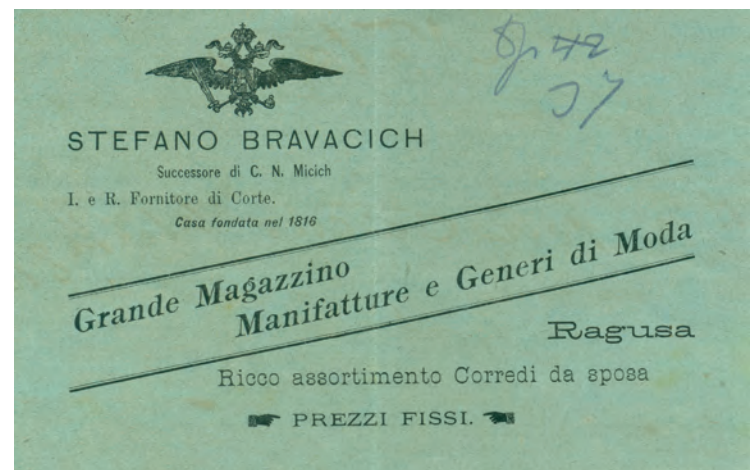 STEFANO BRAVACICH
Successore di C. N. Micich
I. e R. Fornitore di Corte.
Casa fondata nel 1816
Grande Magazzino
Manifatture e Generi di Moda
Ragusa
Ricco assortimento Corredi da sposa
PREZZI FISSI.